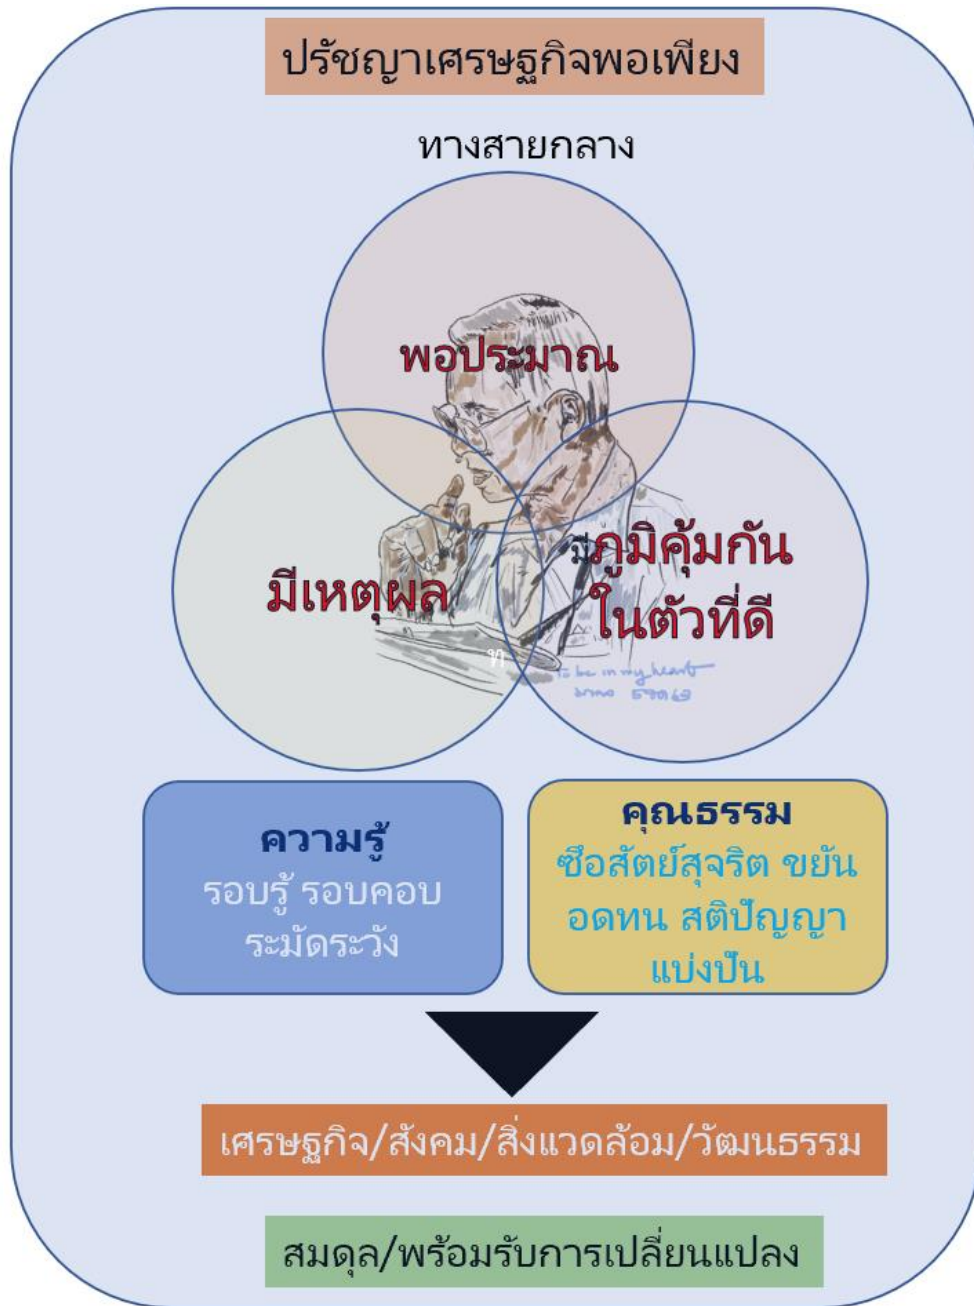 ปรัชญาเศรษฐกิจพอเพียง
ทางสายกลาง
พอประมาณ
มีเหตุผล
มีภูมิคุ้มกัน
ในตัวที่ดี
ท
To be in my heart
ความรู้
รอบรู้ รอบคอบ
ระมัดระวัง
คุณธรรม
ซื่อสัตย์สุจริต ขยัน
อดทน สติปัญญา
แบ่งปัน
เศรษฐกิจ/สังคม/สิ่งแวดล้อม/วัฒนธรรม
สมดุล/พร้อมรับการเปลี่ยนแปลง